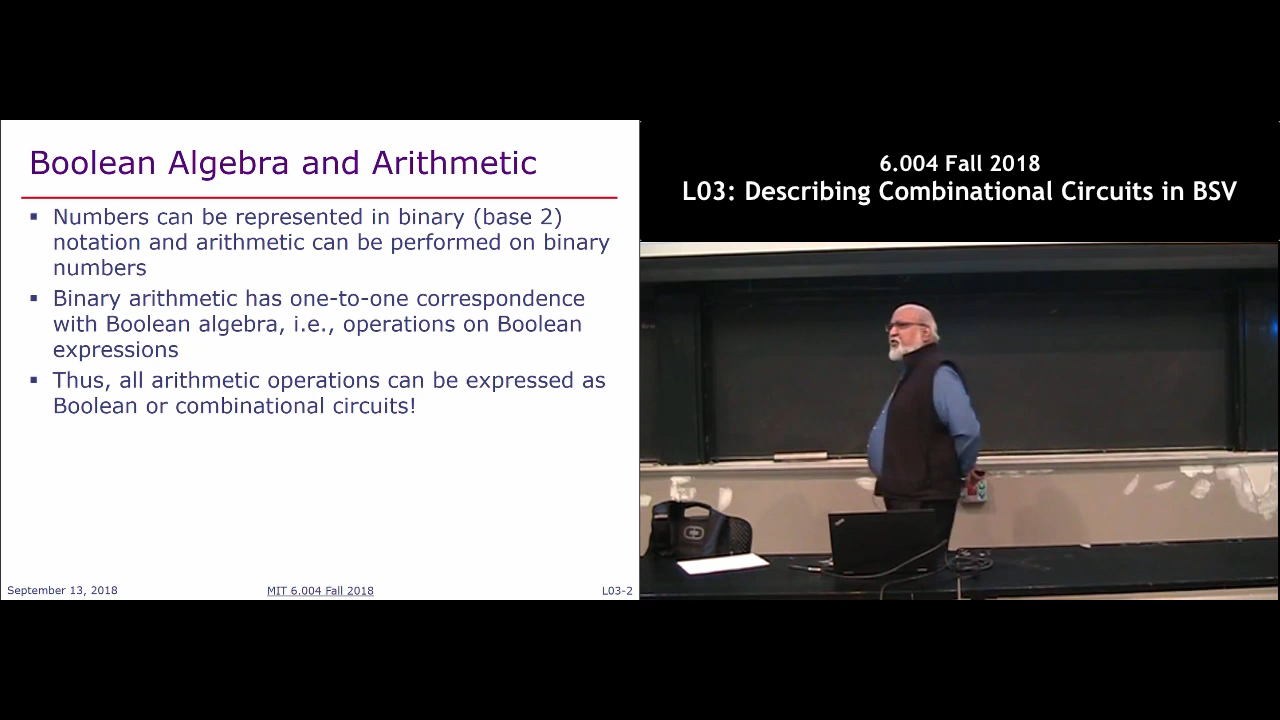 Boolean Algebra and Arithmetic
▪ Numbers can be represented in binary (base 2)
notation and arithmetic can be performed on binary
numbers
▪ Binary arithmetic has one-to-one correspondence
with Boolean algebra, i.e., operations on Boolean
expressions
▪ Thus, all arithmetic operations can be expressed as
Boolean or combinational circuits!
September 13, 2018
MIT 6.004 Fall 2018
L03-2
6.004 Fall 2018
L03: Describing Combinational Circuits in BSV